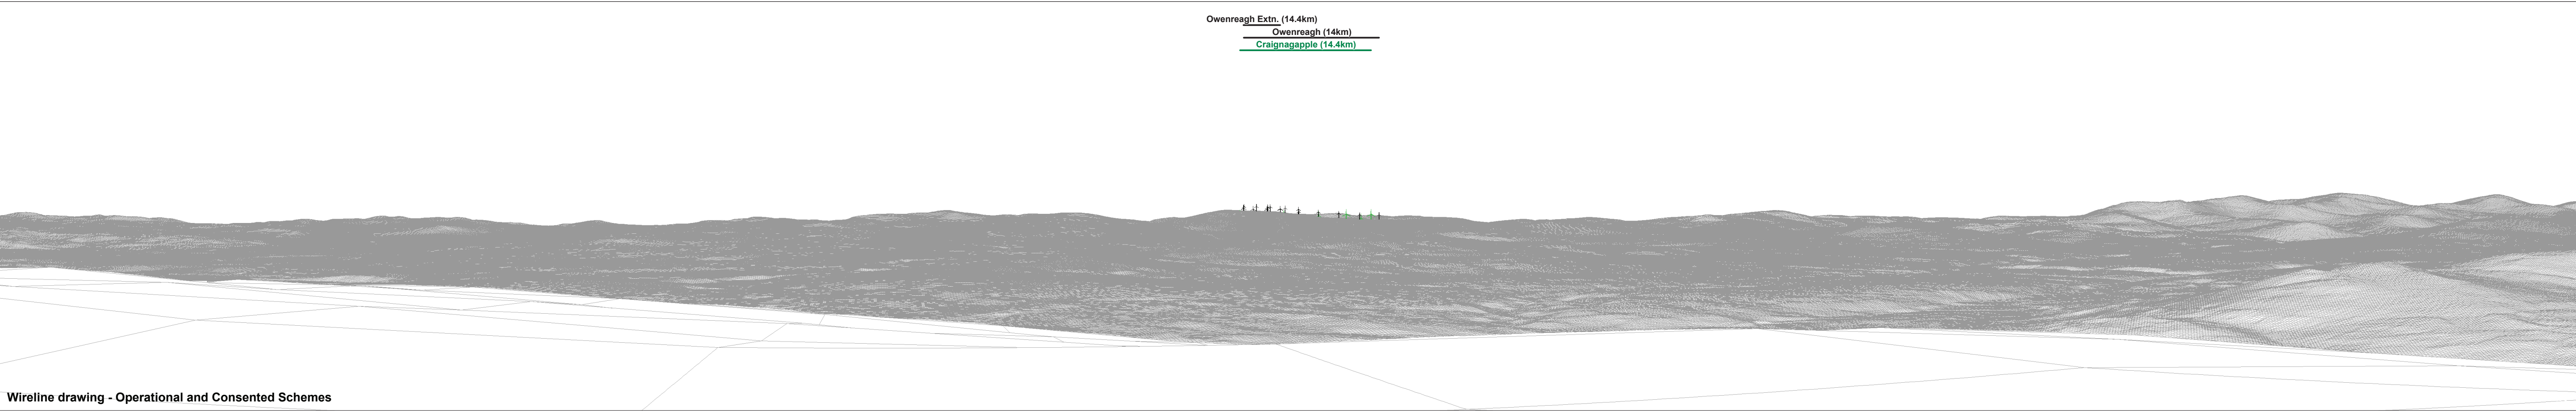 Owenreagh Extn. (14.4km)
Owenreagh (14km)
Craignagapple (14.4km)
Wireline drawing - Operational and Consented Schemes